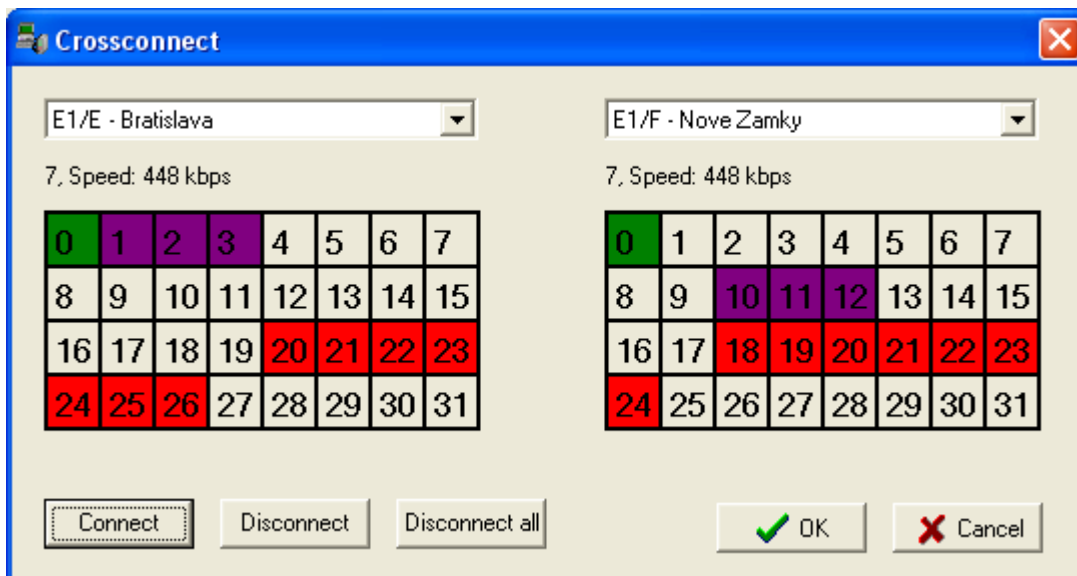 Crossconnect
E1/E - Bratislava
E1/F - Nove Zamky
7, Speed: 448 kbps
7, Speed: 448 kbps
0 1 2 3 4 5 6 7
8 9 10 11 12 13 14 15
16 17 18 19 20 21 22 23
24 25 26 27 28 29 30 31
0 1 2 3 4 5 6 7
8 9 10 11 12 13 14 15
16 17 18 19 20 21 22 23
24 25 26 27 28 29 30 31
Connect Disconnect Disconnect all OK Cancel